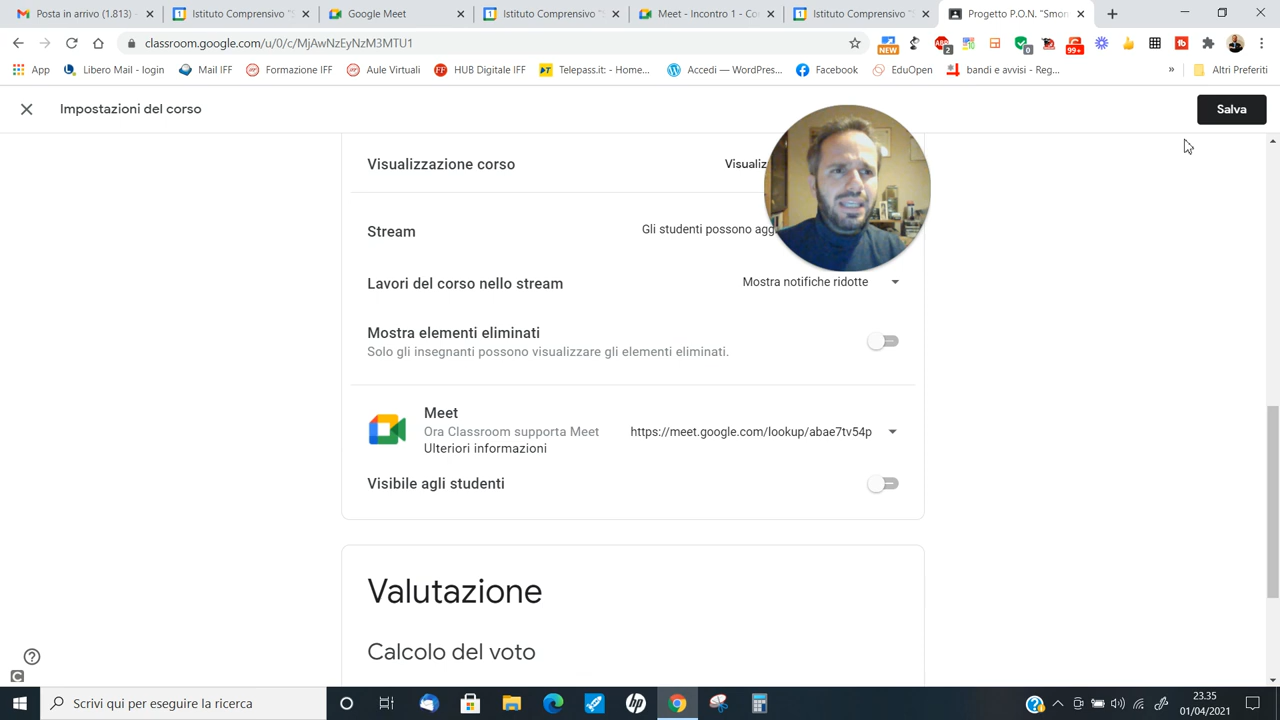 Posta in arrivo (1.813)
Istituto Comprensivo "S
Google Meet
Istituto Comprensivo "S
Meet - Incontro 1 - Co
Istituto Comprensivo "S
Progetto P.O.N. "Smon
classroom.google.com/u/0/c/MjAwNzEyNzM3MTU1
NEW
2
0
99+
App
Libero Mail - login
Mail IFF
Formazione IFF
Aule Virtuali
HUB Digitale IFF
Telepass.it: - Home...
Accedi — WordPres...
Facebook
EduOpen
bandi e avvisi - Reg...
»
Altri Preferiti
Impostazioni del corso
Salva
Visualizzazione corso
Visualiz
Stream
Gli studenti possono agg
Lavori del corso nello stream
Mostra notifiche ridotte
Mostra elementi eliminati
Solo gli insegnanti possono visualizzare gli elementi eliminati.
Meet
Ora Classroom supporta Meet
https://meet.google.com/lookup/abae7tv54p
Ulteriori informazioni
Visibile agli studenti
Valutazione
Calcolo del voto
Scrivi qui per eseguire la ricerca
23.35
01/04/2021